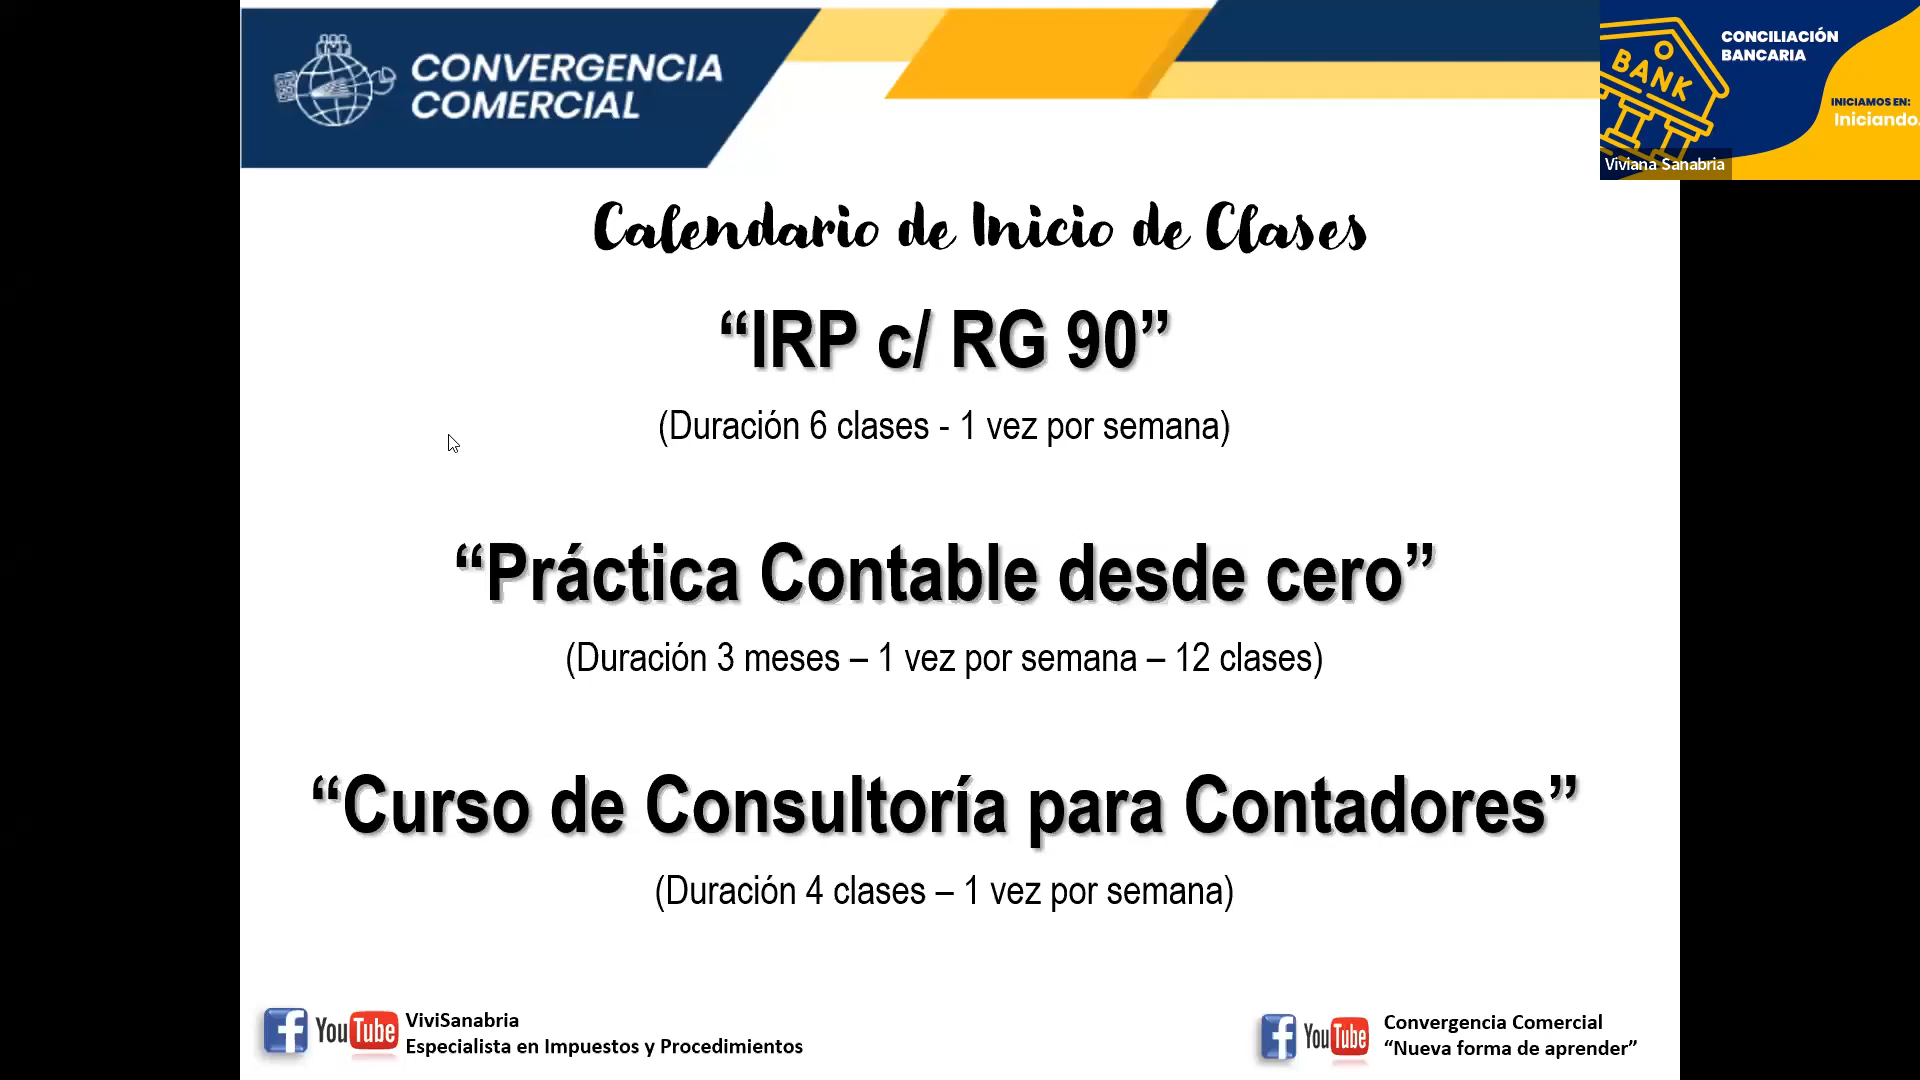 CONVERGENCIA
COMERCIAL
BANK
CONCILIACIÓN
BANCARIA
INICIAMOS EN:
Iniciando.
Viviana Sanabria
Calendario de Inicio de Clases
“IRP c/ RG 90”
(Duración 6 clases - 1 vez por semana)
“Práctica Contable desde cero”
(Duración 3 meses – 1 vez por semana – 12 clases)
“Curso de Consultoría para Contadores”
(Duración 4 clases – 1 vez por semana)
f YouTube ViviSanabria
Especialista en Impuestos y Procedimientos
f YouTube Convergencia Comercial
“Nueva forma de aprender”